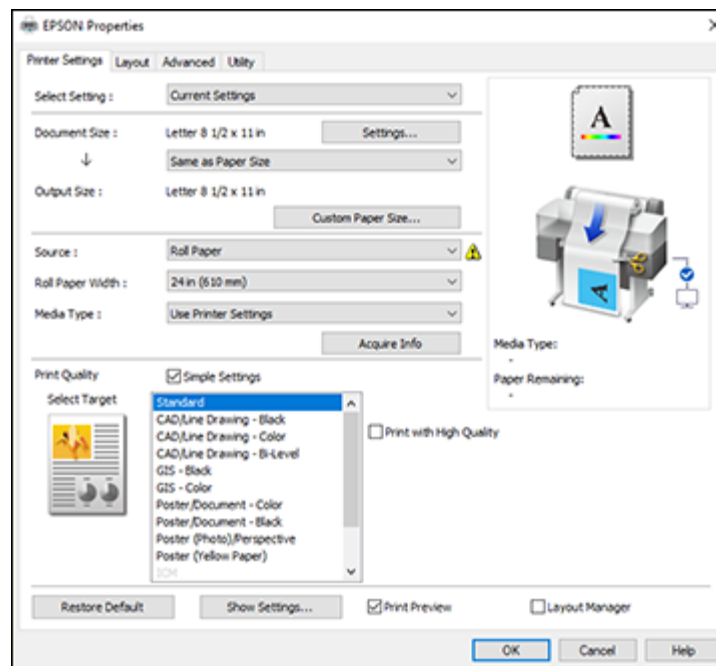 EPSON Properties
Printer Settings Layout Advanced Utility
Select Setting : Current Settings
Document Size : Letter 8 1/2 x 11 in Settings...
Same as Paper Size
Output Size : Letter 8 1/2 x 11 in
Custom Paper Size...
Source : Roll Paper
Roll Paper Width : 24 in (610 mm)
Media Type : Use Printer Settings
Acquire Info
A
A
Media Type:
-
Paper Remaining:
-
Print Quality Simple Settings
Select Target
Standard
CAD/Line Drawing - Black
CAD/Line Drawing - Color
CAD/Line Drawing - Bi-Level
GIS - Black
GIS - Color
Poster/Document - Color
Poster/Document - Black
Poster (Photo)/Perspective
Poster (Yellow Paper)
ICM
Print with High Quality
Restore Default Show Settings... Print Preview Layout Manager
OK Cancel Help